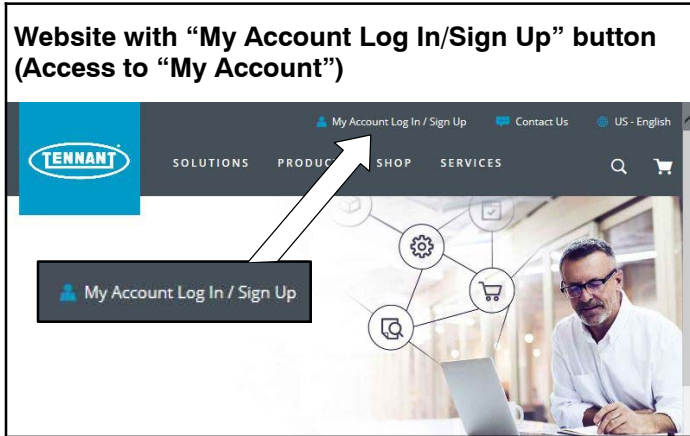 Website with “My Account Log In/Sign Up” button
(Access to “My Account”)
My Account Log In / Sign Up Contact Us US - English
TENNANT
SOLUTIONS SHOP SERVICES
My Account Log In / Sign Up